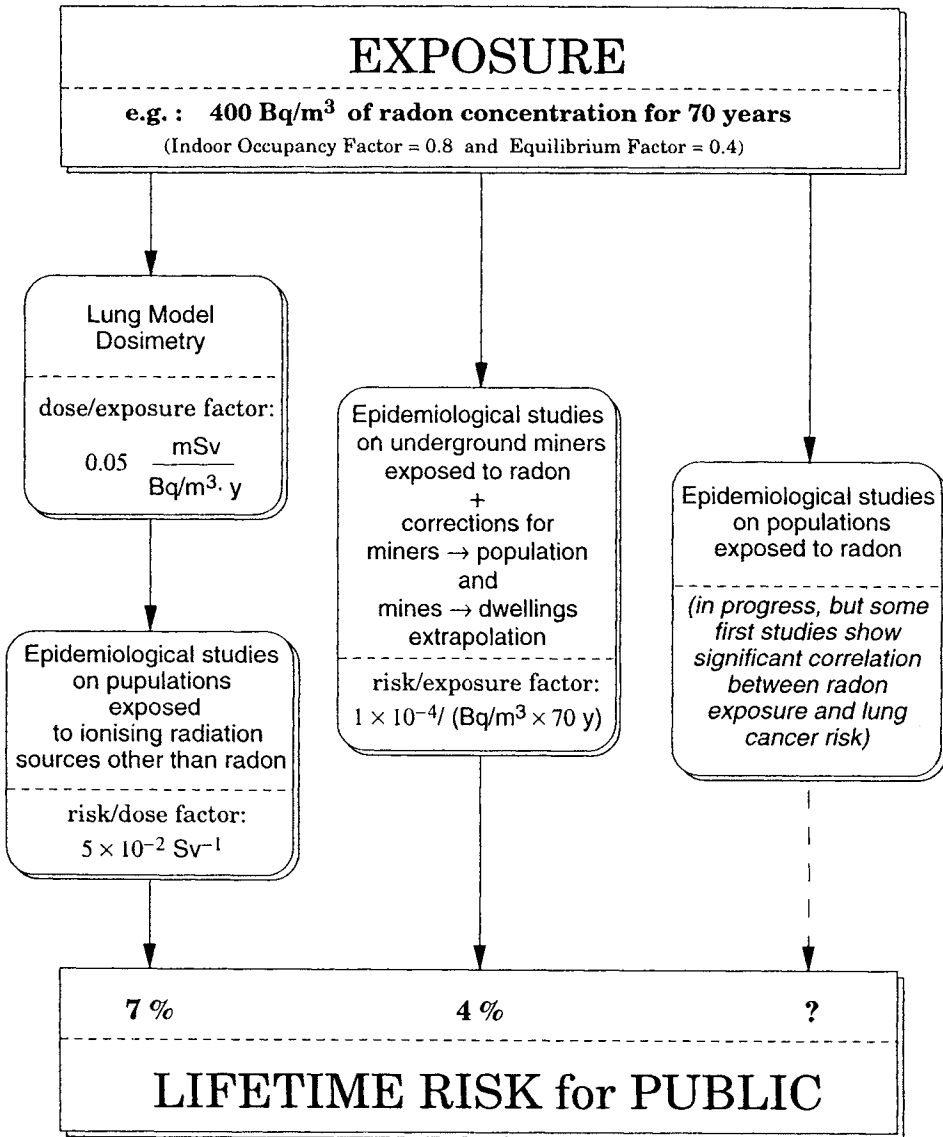 EXPOSURE
e.g. : 400 Bq/m³ of radon concentration for 70 years
(Indoor Occupancy Factor = 0.8 and Equilibrium Factor = 0.4)
Lung Model
Dosimetry
dose/exposure factor:
0.05 mSv
Bq/m³· y
Epidemiological studies
on pupulations
exposed
to ionising radiation
sources other than radon
risk/dose factor:
5 × 10⁻² Sv⁻¹
Epidemiological studies
on underground miners
exposed to radon
+
corrections for
miners → population
and
mines → dwellings
extrapolation
risk/exposure factor:
1 × 10⁻⁴/ (Bq/m³ × 70 y)
Epidemiological studies
on populations
exposed to radon
(in progress, but some
first studies show
significant correlation
between radon
exposure and lung
cancer risk)
7 % 4 % ?
LIFETIME RISK for PUBLIC